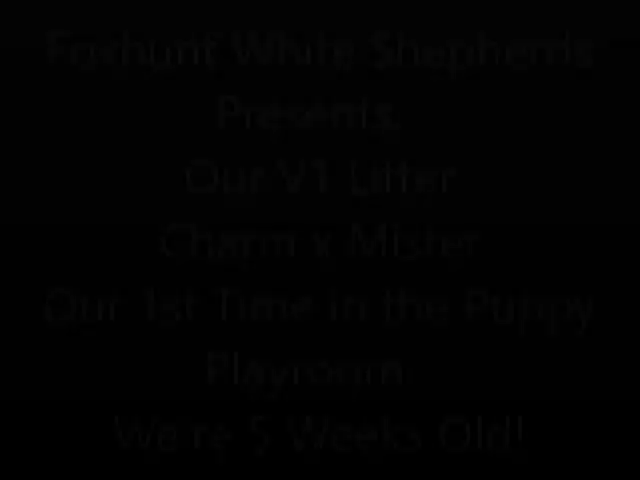 Foxhunt White Shepherds
Presents.
Our V1 Litter
Charm x Mister
Our 1st Time in the Puppy
Playroom.
We're 5 Weeks Old!